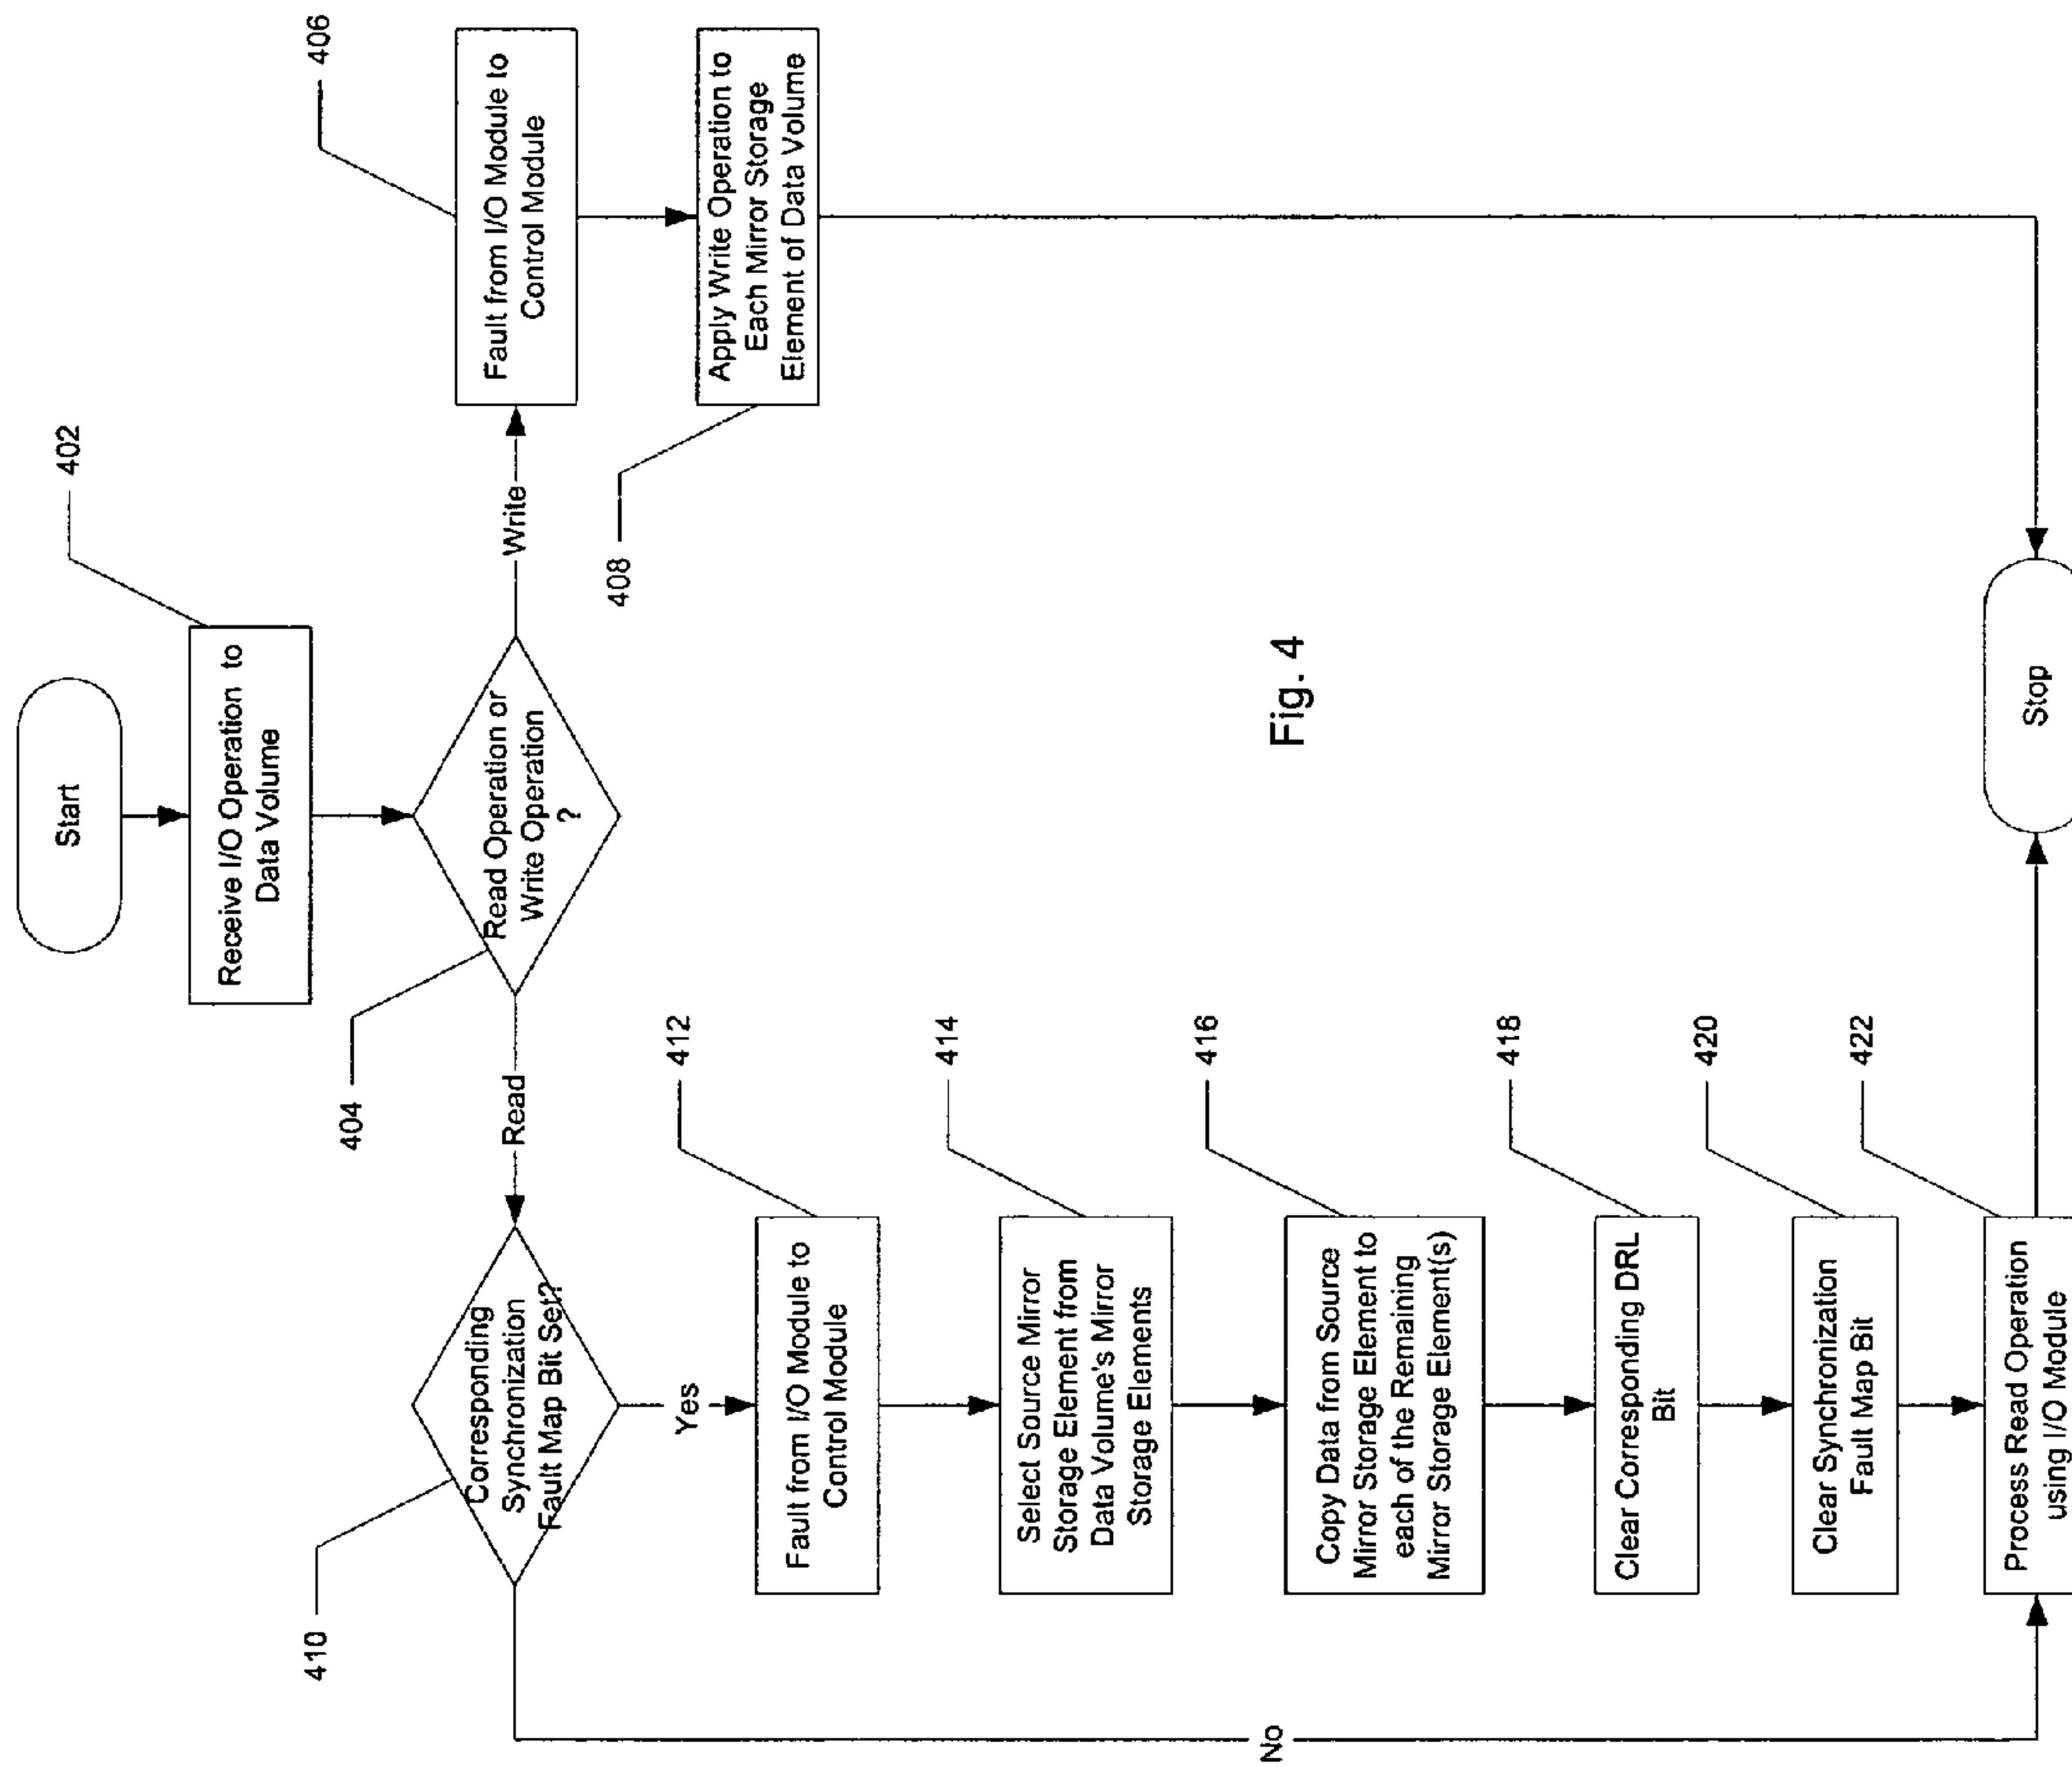 Start
402
Receive I/O Operation to
Data Volume
404
Read Operation or
Write Operation
?
Write
406
Fault from I/O Module to
Control Module
408
Apply Write Operation to
Each Mirror Storage
Element of Data Volume
Read
410
Corresponding
Synchronization
Fault Map Bit Set?
Yes
No
412
Fault from I/O Module to
Control Module
414
Select Source Mirror
Storage Element from
Data Volume's Mirror
Storage Elements
416
Copy Data from Source
Mirror Storage Element to
each of the Remaining
Mirror Storage Element(s)
418
Clear Corresponding DRL
Bit
420
Clear Synchronization
Fault Map Bit
422
Process Read Operation
using I/O Module
Stop
Fig. 4